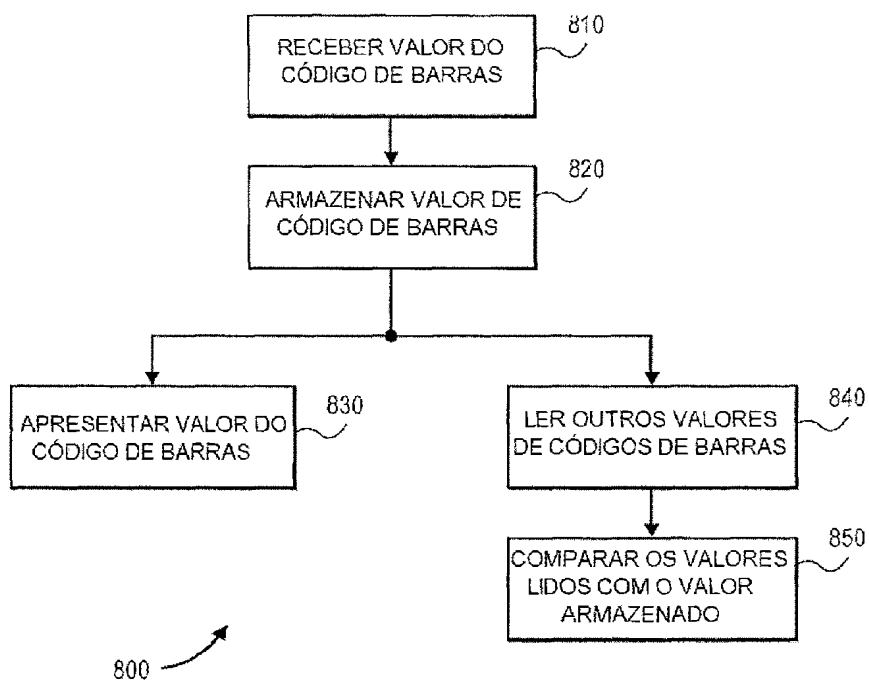 RECEBER VALOR DO
CÓDIGO DE BARRAS
810
ARMAZENAR VALOR DE
CÓDIGO DE BARRAS
820
APRESENTAR VALOR DO
CÓDIGO DE BARRAS
830
LER OUTROS VALORES
DE CÓDIGOS DE BARRAS
840
COMPARAR OS VALORES
LIDOS COM O VALOR
ARMAZENADO
850
800